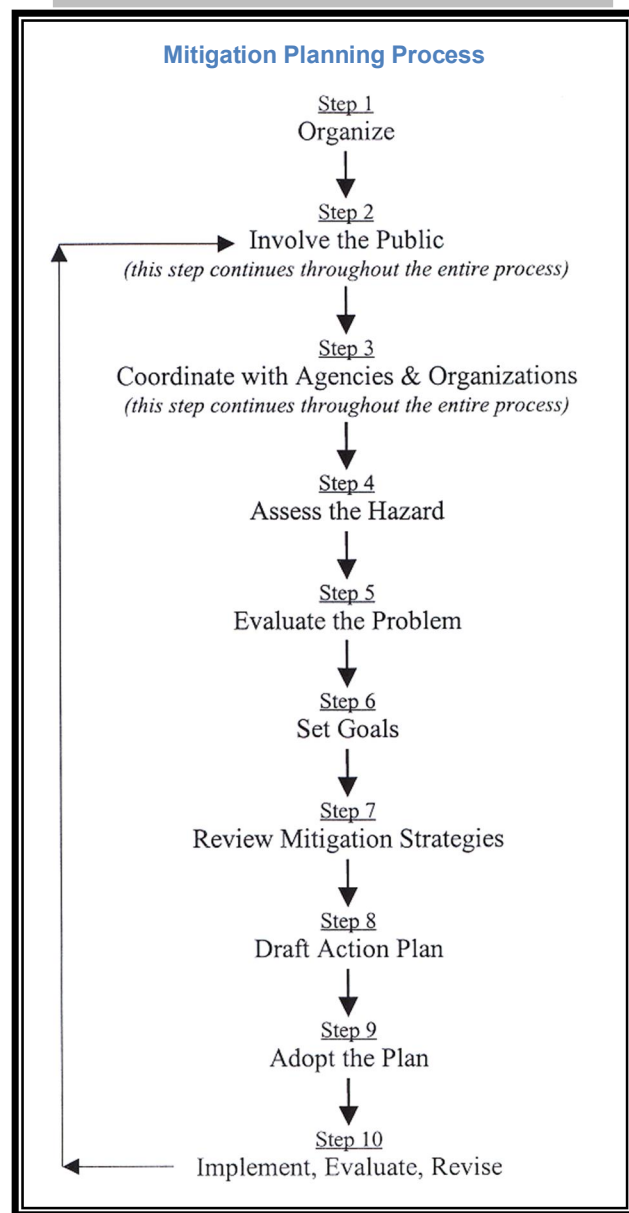 Mitigation Planning Process
Step 1
Organize
Step 2
Involve the Public
(this step continues throughout the entire process)
Step 3
Coordinate with Agencies & Organizations
(this step continues throughout the entire process)
Step 4
Assess the Hazard
Step 5
Evaluate the Problem
Step 6
Set Goals
Step 7
Review Mitigation Strategies
Step 8
Draft Action Plan
Step 9
Adopt the Plan
Step 10
Implement, Evaluate, Revise